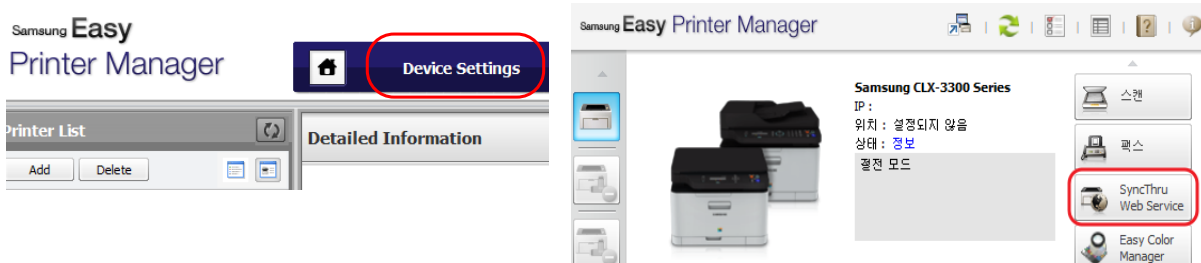 Samsung Easy
Printer Manager
Device Settings
Printer List
Detailed Information
Add
Delete
Samsung Easy Printer Manager
Samsung CLX-3300 Series
IP :
위치 : 설정되지 않음
상태 : 정보
절전 모드
스캔
팩스
SyncThru
Web Service
Easy Color
Manager